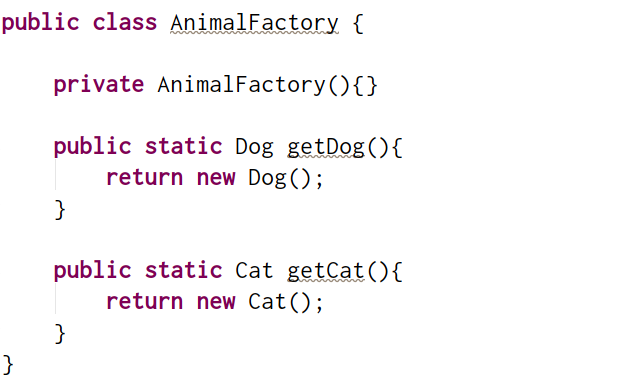 public class AnimalFactory {
private AnimalFactory(){}
public static Dog getDog(){
return new Dog();
}
public static Cat getCat(){
return new Cat();
}
}